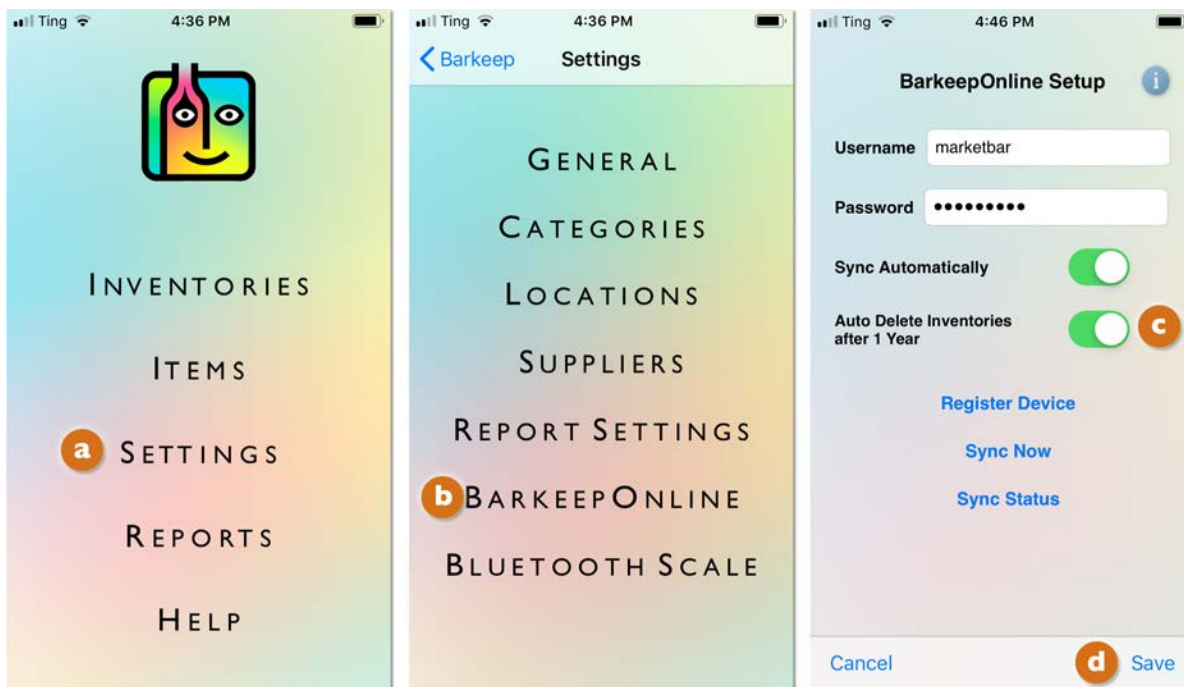 Ting 4:36 PM
INVENTORIES
ITEMS
a SETTINGS
REPORTS
HELP
Ting 4:36 PM
Barkeep Settings
GENERAL
CATEGORIES
LOCATIONS
SUPPLIERS
REPORT SETTINGS
b BARKEEPONLINE
BLUETOOTH SCALE
Ting 4:46 PM
BarkeepOnline Setup i
Username marketbar
Password •••••••••
Sync Automatically
Auto Delete Inventories
after 1 Year c
Register Device
Sync Now
Sync Status
Cancel d Save